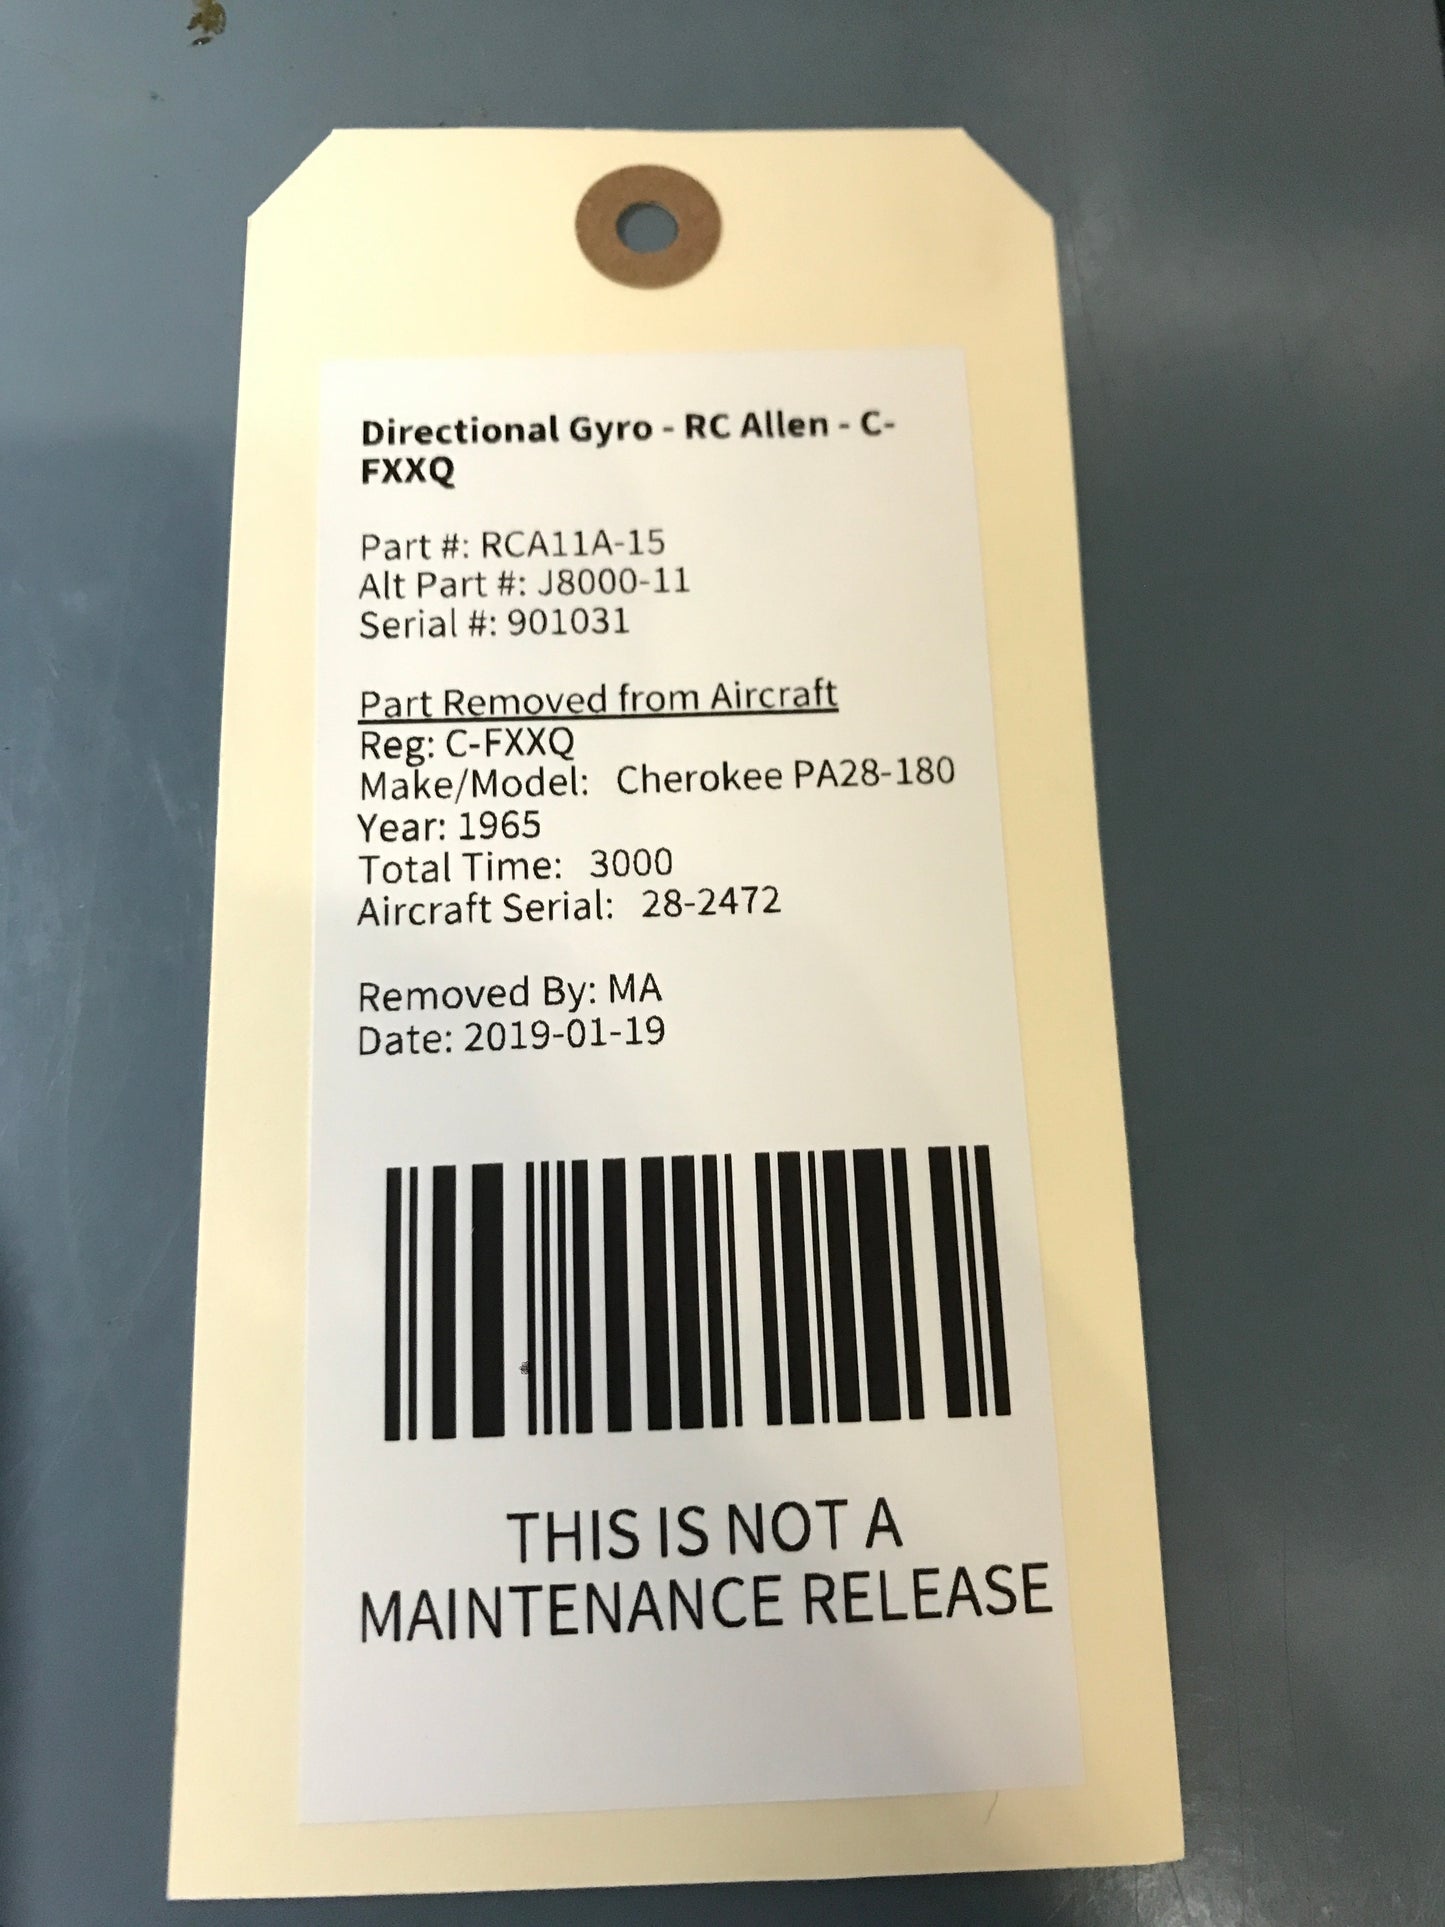 Directional Gyro - RC Allen - C-
FXXQ
Part #: RCA11A-15
Alt Part #: J8000-11
Serial #: 901031
Part Removed from Aircraft
Reg: C-FXXQ
Make/Model: Cherokee PA28-180
Year: 1965
Total Time: 3000
Aircraft Serial: 28-2472
Removed By: MA
Date: 2019-01-19
THIS IS NOT A
MAINTENANCE RELEASE